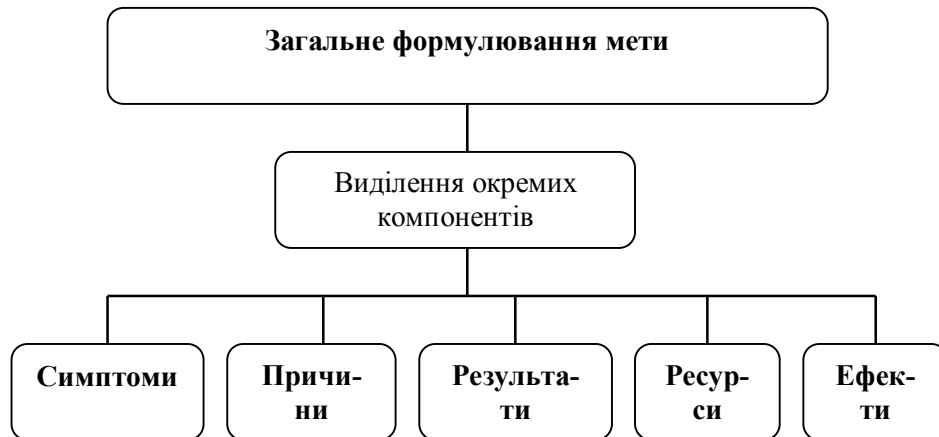 Загальне формулювання мети
Виділення окремих
компонентів
Симптоми
Причи-
ни
Результа-
ти
Ресур-
си
Ефек-
ти